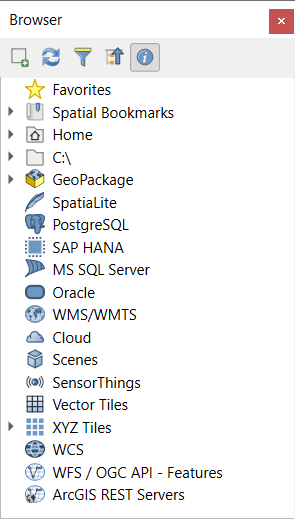 Browser
Favorites
Spatial Bookmarks
Home
C:\
GeoPackage
SpatiaLite
PostgreSQL
SAP HANA
MS SQL Server
Oracle
WMS/WMTS
Cloud
Scenes
SensorThings
Vector Tiles
XYZ Tiles
WCS
WFS / OGC API - Features
ArcGIS REST Servers